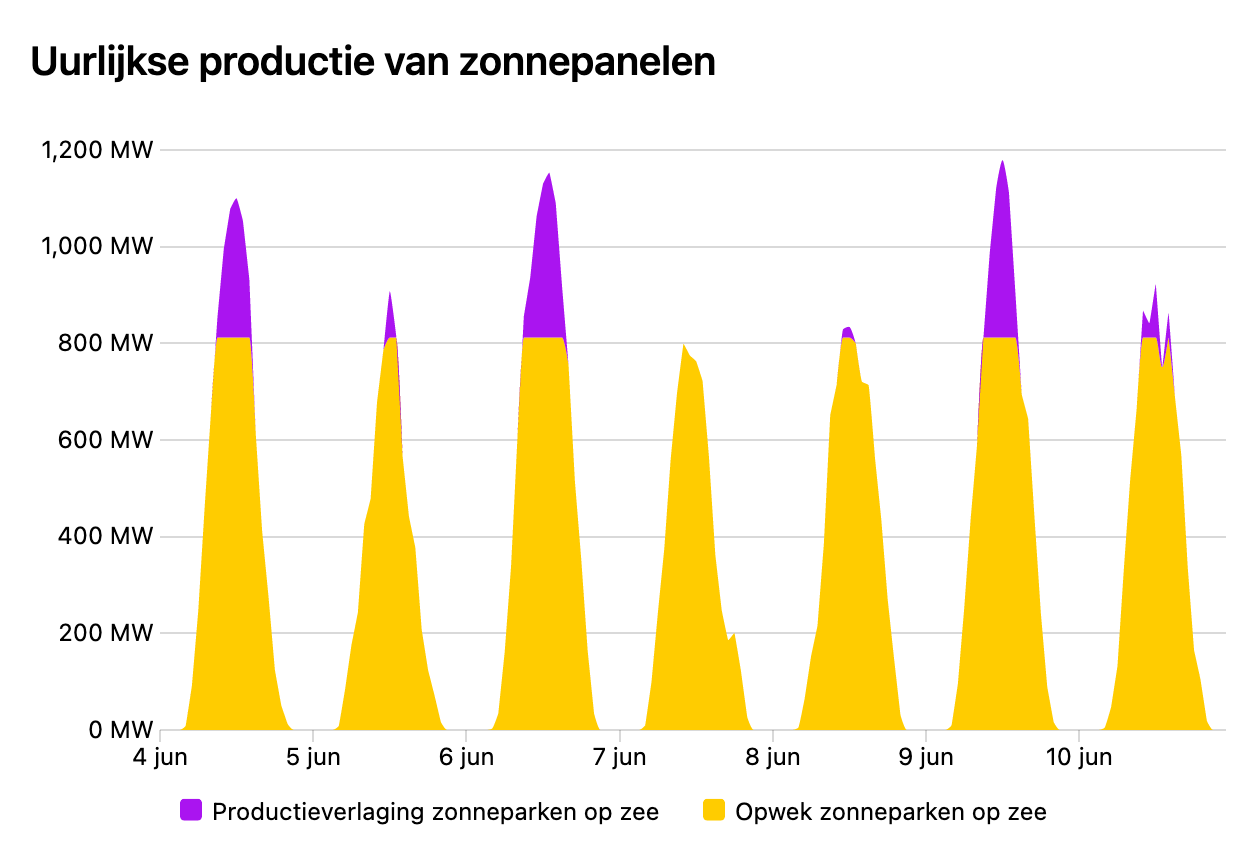 Uurlijkse productie van zonnepanelen
1,200 MW
1,000 MW
800 MW
600 MW
400 MW
200 MW
0 MW
4 jun 5 jun 6 jun 7 jun 8 jun 9 jun 10 jun
Productieverlaging zonneparken op zee Opwek zonneparken op zee